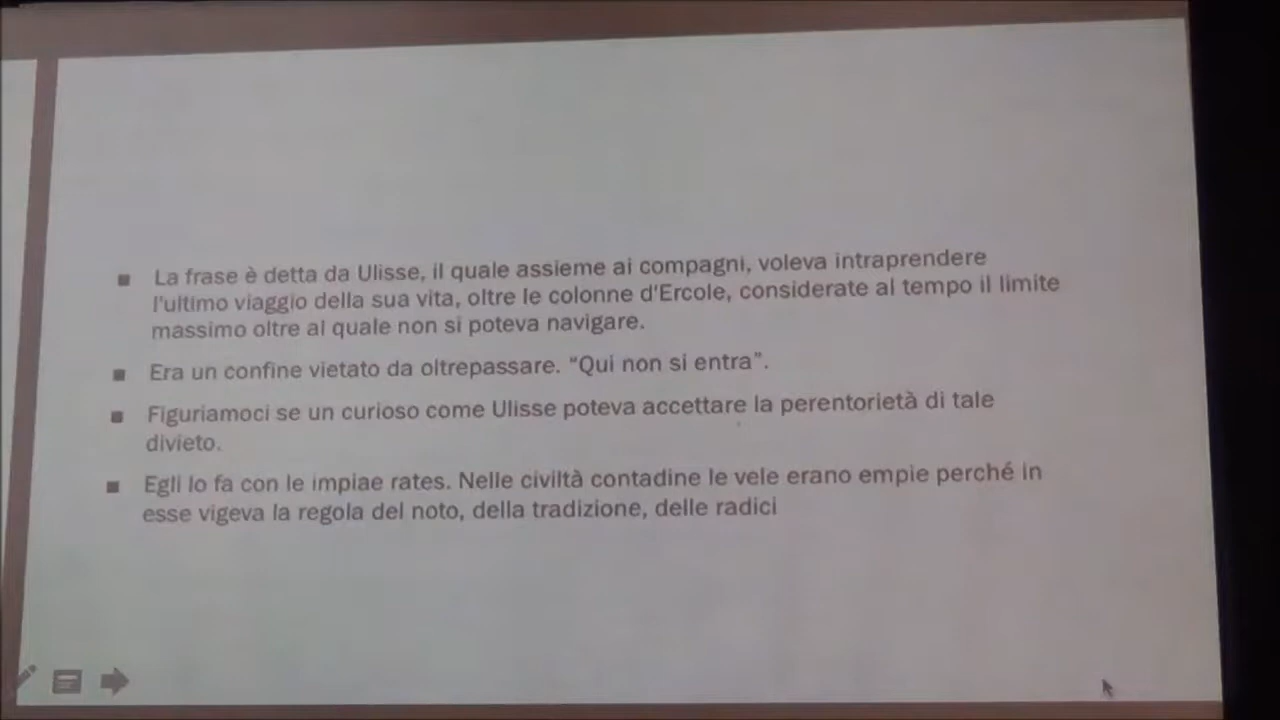 La frase è detta da Ulisse, il quale assieme ai compagni, voleva intraprendere
l'ultimo viaggio della sua vita, oltre le colonne d'Ercole, considerate al tempo il limite
massimo oltre al quale non si poteva navigare.
Era un confine vietato da oltrepassare. “Qui non si entra”.
Figuriamoci se un curioso come Ulisse poteva accettare la perentorietà di tale
divieto.
Egli lo fa con le impiae rates. Nelle civiltà contadine le vele erano empie perché in
esse vigeva la regola del noto, della tradizione, delle radici